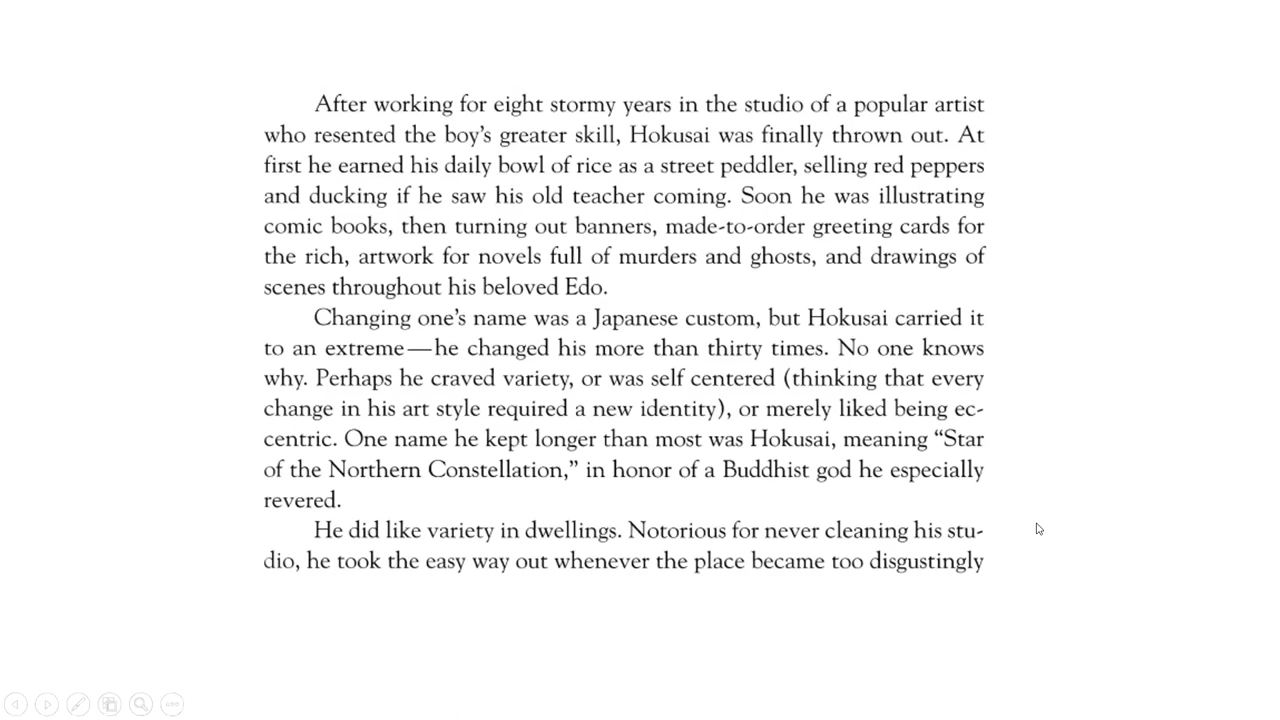 After working for eight stormy years in the studio of a popular artist
who resented the boy's greater skill, Hokusai was finally thrown out. At
first he earned his daily bowl of rice as a street peddler, selling red peppers
and ducking if he saw his old teacher coming. Soon he was illustrating
comic books, then turning out banners, made-to-order greeting cards for
the rich, artwork for novels full of murders and ghosts, and drawings of
scenes throughout his beloved Edo.
Changing one's name was a Japanese custom, but Hokusai carried it
to an extreme—he changed his more than thirty times. No one knows
why. Perhaps he craved variety, or was self centered (thinking that every
change in his art style required a new identity), or merely liked being ec-
centric. One name he kept longer than most was Hokusai, meaning “Star
of the Northern Constellation,” in honor of a Buddhist god he especially
revered.
He did like variety in dwellings. Notorious for never cleaning his stu-
dio, he took the easy way out whenever the place became too disgustingly